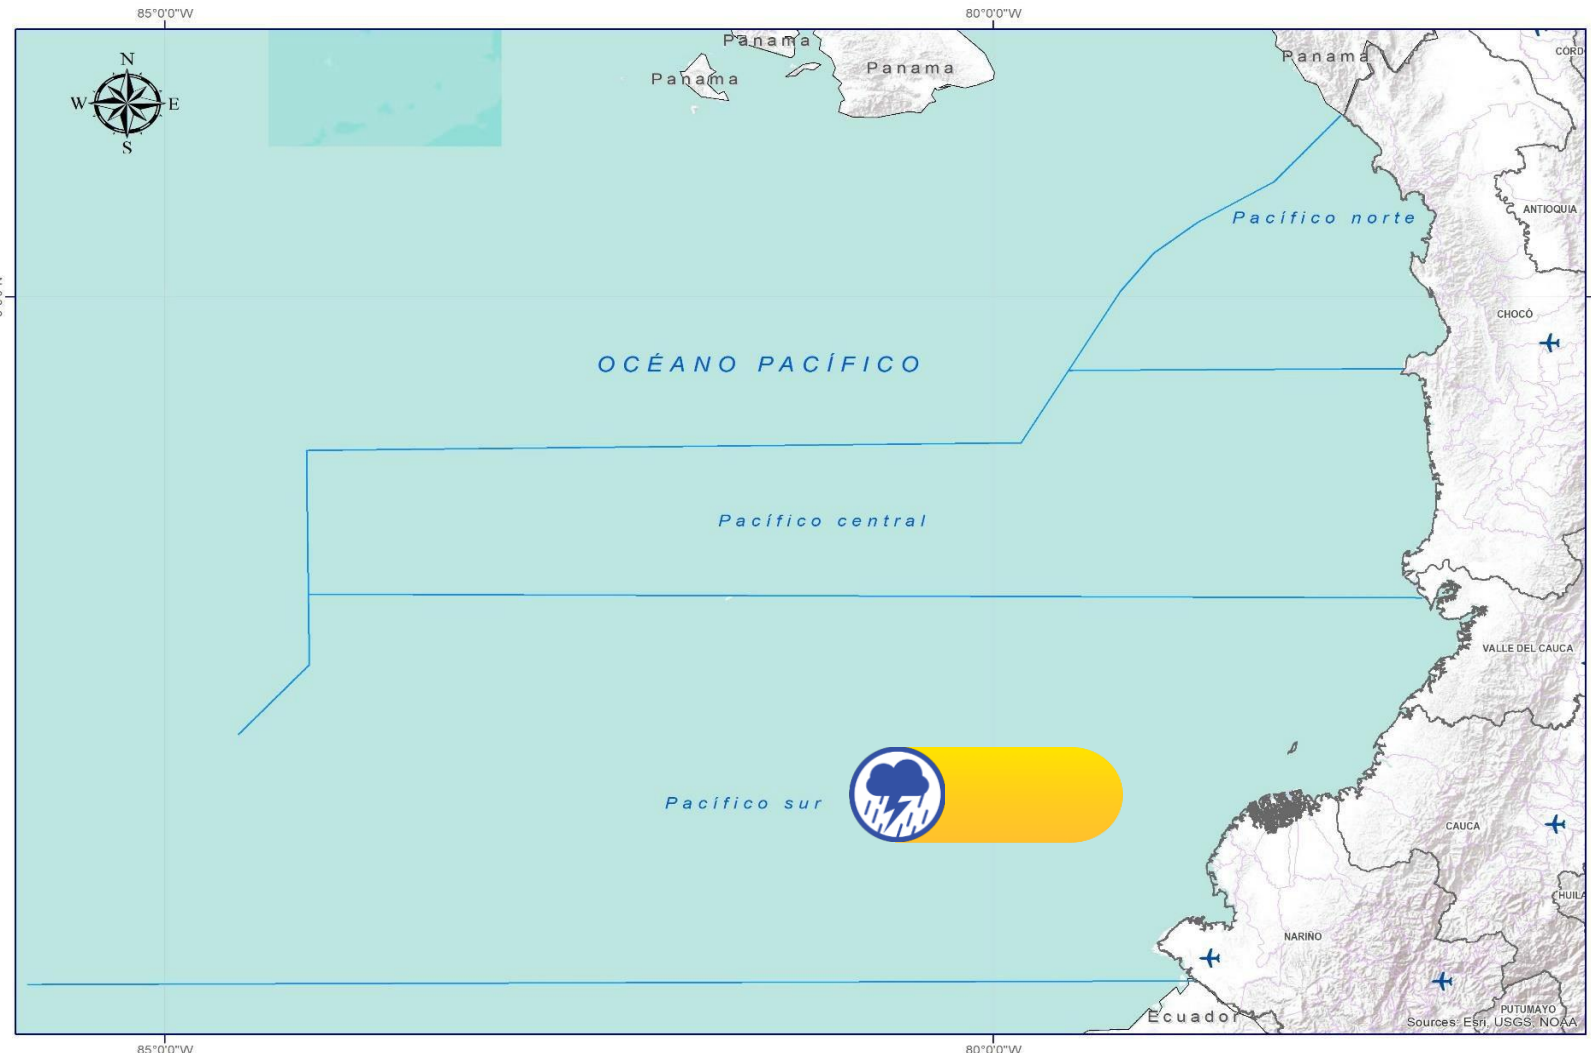 85°0'0"W 80°0'0"W
N
W E
S
Panama
Panama
Panama
Panama
CÓRD
ANTIOQUIA
Pacífico norte
CHOCÓ
OCÉANO PACÍFICO
Pacífico central
VALLE DEL CAUCA
Pacífico sur
CAUCA
HUILA
NARIÑO
PUTUMAYO
Ecuador
Sources: Esri, USGS, NOAA
85°0'0"W 80°0'0"W